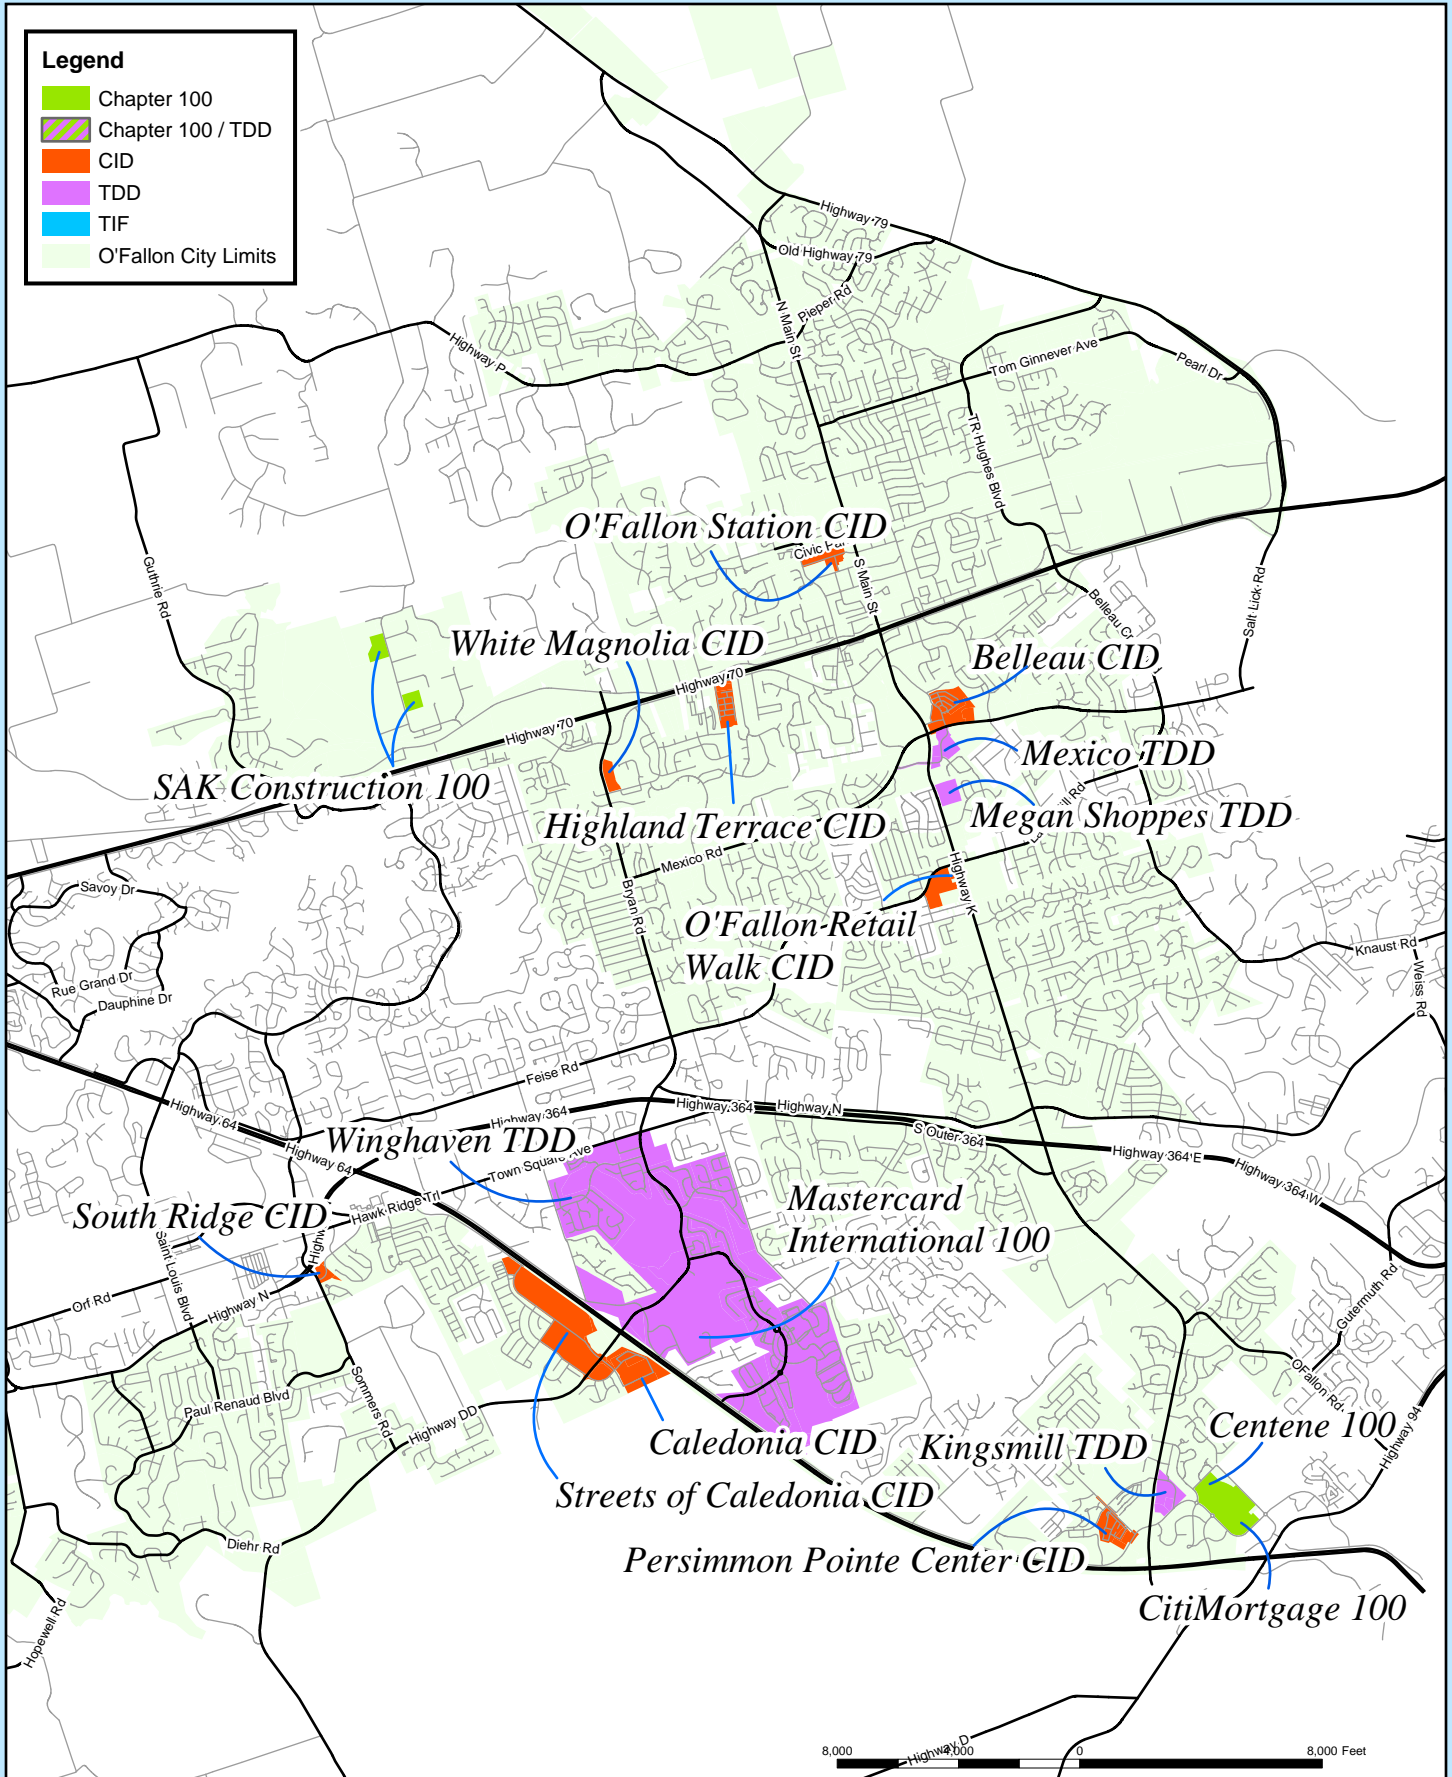 Legend
Chapter 100
Chapter 100 / TDD
CID
TDD
TIF
O'Fallon City Limits
Highway 79
Old Highway 79
Pieper Rd
N Main St
Highway P
Tom Ginnever Ave
Pearl Dr
TR Hughes Blvd
O'Fallon Station CID
Civic
S Main St
Guthrie Rd
Belleau
Salt Lick Rd
White Magnolia CID
Belleau CID
Highway 70
Highway 70
Mexico TDD
SAK Construction 100
Megan Shoppes TDD
Rd
Highland Terrace CID
Mexico Rd
Highway K
Savoy Dr
Bryan Rd
O'Fallon Retail
Walk CID
Knaust Rd
Weiss Rd
Rue Grand Dr
Dauphine Dr
Feise Rd
Highway 364
Highway 364
Highway N
Highway 64
S Outer 364
Winghaven TDD
Highway 64
Town Square Ave
Highway 364 E
Highway 364 W
Hawk Ridge Trl
Mastercard
International 100
South Ridge CID
Highway
Saint Louis Blvd
Orf Rd
Highway N
Gutermuth Rd
OFallon Rd
Sommers Rd
Paul Renaud Blvd
Highway DD
Highway 94
Centene 100
Caledonia CID
Kingsmill TDD
Streets of Caledonia CID
Diehr Rd
Persimmon Pointe Center CID
CitiMortgage 100
Hopewell Rd
Highway D
8,000 4,000 0 8,000 Feet